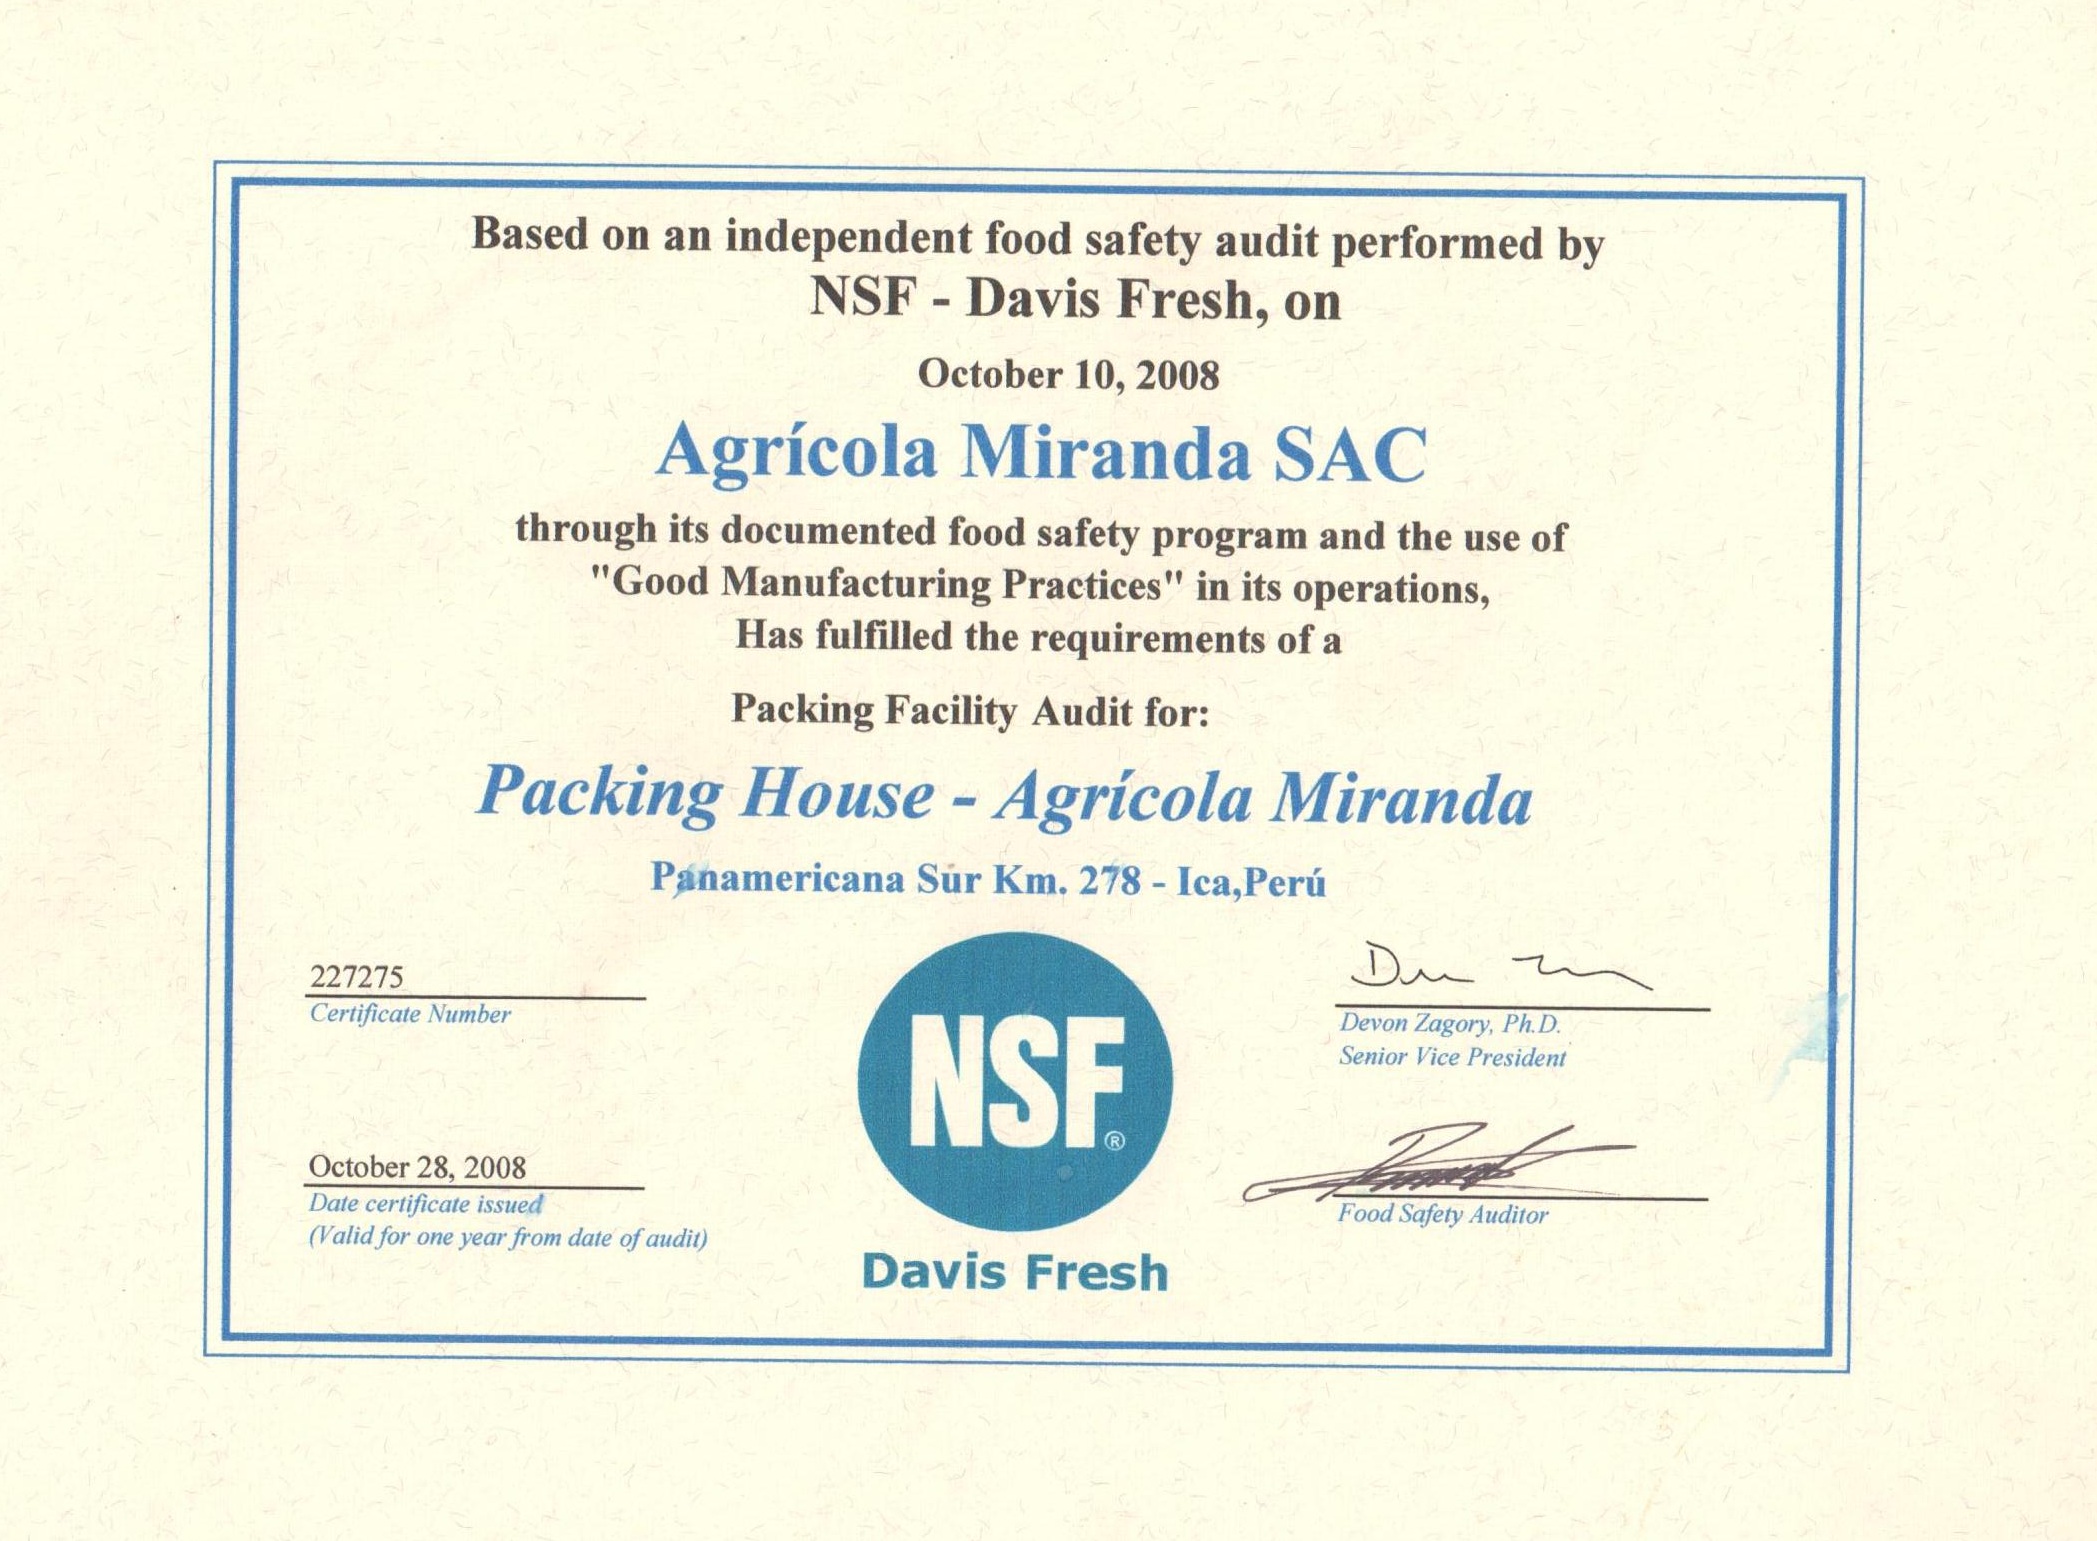 Based on an independent food safety audit performed by
NSF - Davis Fresh, on
October 10, 2008
Agrícola Miranda SAC
through its documented food safety program and the use of
"Good Manufacturing Practices" in its operations,
Has fulfilled the requirements of a
Packing Facility Audit for:
Packing House - Agrícola Miranda
Panamericana Sur Km. 278 - Ica,Perú
227275
Certificate Number
October 28, 2008
Date certificate issued
(Valid for one year from date of audit)
NSF®
Davis Fresh
Devon Zagory, Ph.D.
Senior Vice President
Food Safety Auditor